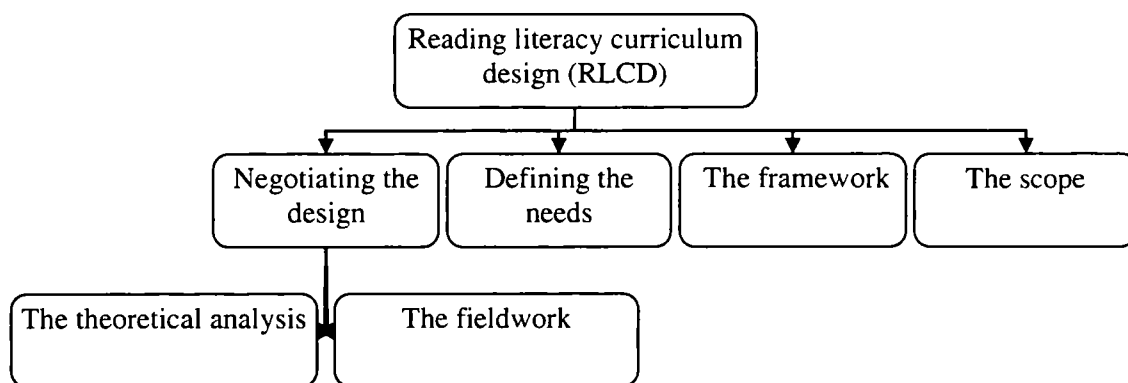 Reading literacy curriculum
design (RLCD)
Negotiating the
design
Defining the
needs
The framework
The scope
The theoretical analysis
The fieldwork